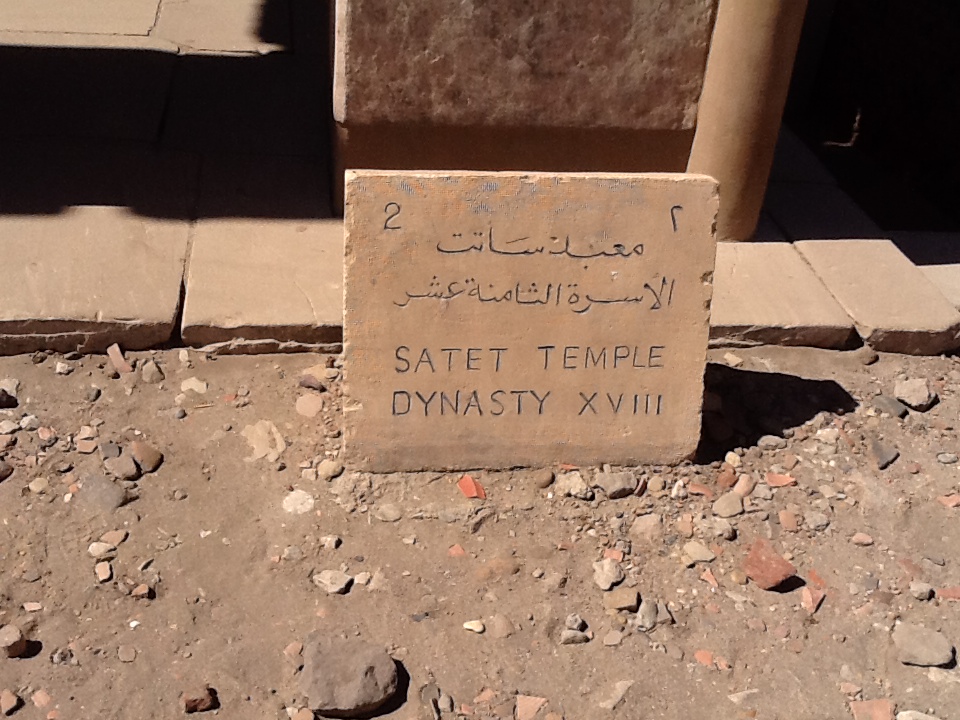 2 ٢
معبد ساتت
الأسرة الثامنة عشر
SATET TEMPLE
DYNASTY XVIII